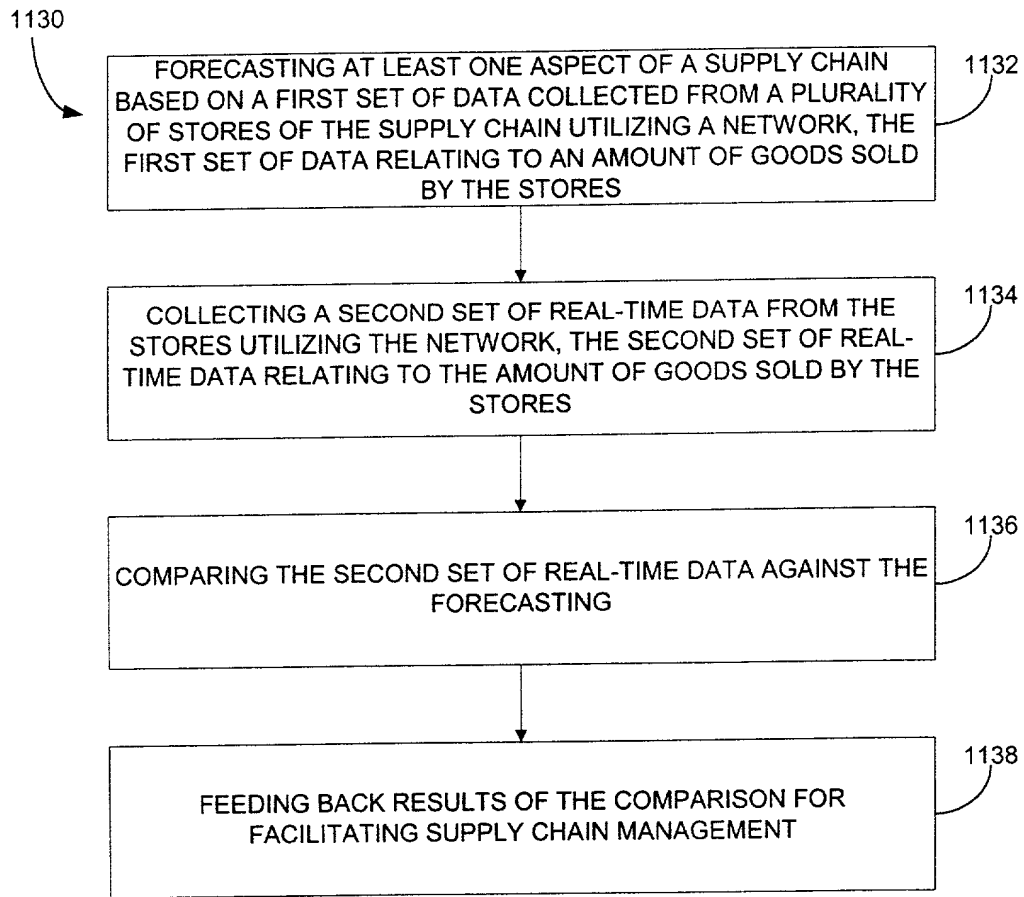 1130
FORECASTING AT LEAST ONE ASPECT OF A SUPPLY CHAIN
BASED ON A FIRST SET OF DATA COLLECTED FROM A PLURALITY
OF STORES OF THE SUPPLY CHAIN UTILIZING A NETWORK, THE
FIRST SET OF DATA RELATING TO AN AMOUNT OF GOODS SOLD
BY THE STORES
1132
COLLECTING A SECOND SET OF REAL-TIME DATA FROM THE
STORES UTILIZING THE NETWORK, THE SECOND SET OF REAL-
TIME DATA RELATING TO THE AMOUNT OF GOODS SOLD BY THE
STORES
1134
COMPARING THE SECOND SET OF REAL-TIME DATA AGAINST THE
FORECASTING
1136
FEEDING BACK RESULTS OF THE COMPARISON FOR
FACILITATING SUPPLY CHAIN MANAGEMENT
1138